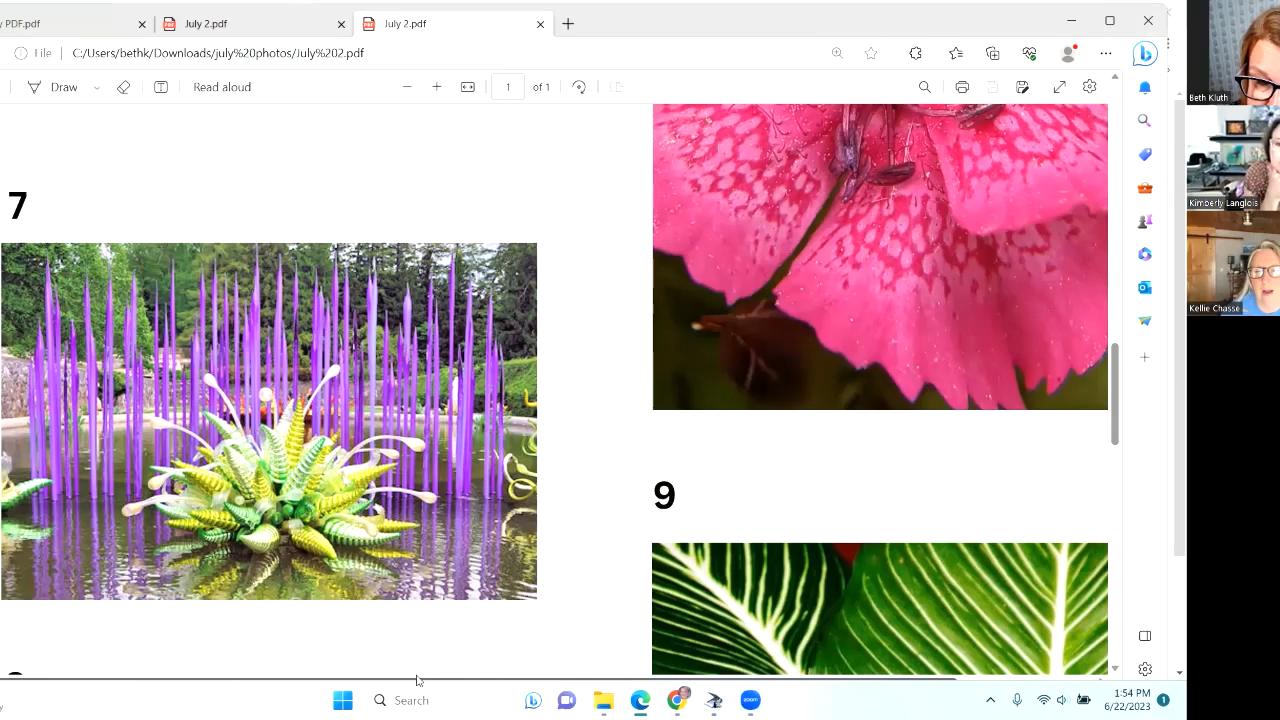 PDF.pdf
July 2.pdf
July 2.pdf
File
C:/Users/bethk/Downloads/july%20photos/July%202.pdf
Draw
Read aloud
1
of 1
7
9
Search
1:54 PM
6/22/2023
1
zoom
Beth Kluth
Kimberly Langlois
Kellie Chasse